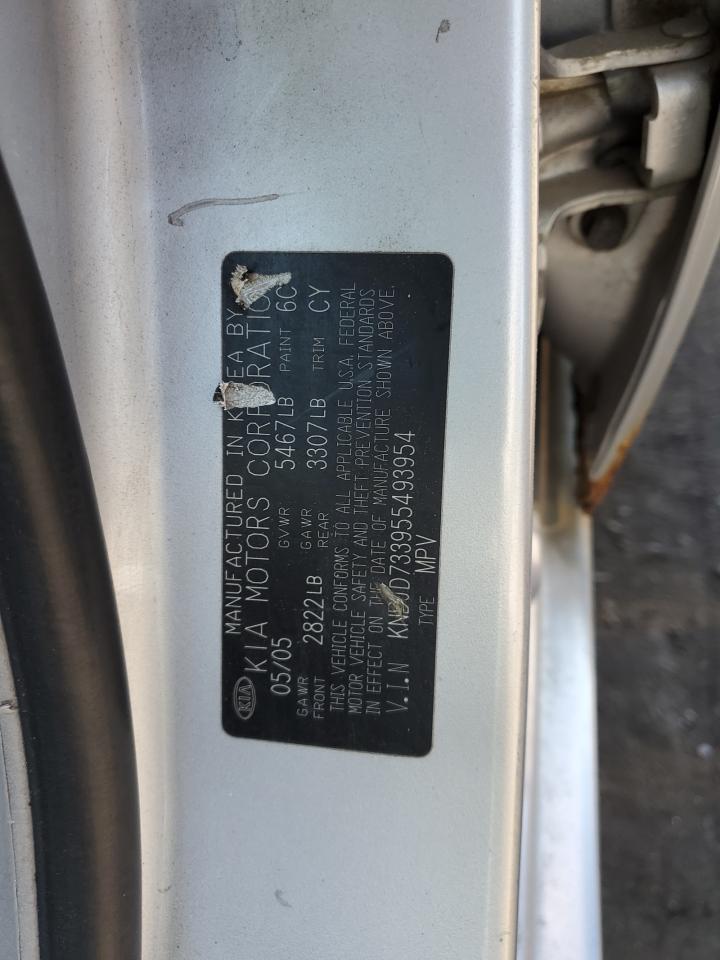 KIA
MANUFACTURED IN KOREA BY
KIA MOTORS CORPORATION
05/05 GVWR 5467LB PAINT 6C
GAWR FRONT 2822LB GAWR REAR 3307LB TRIM CY
THIS VEHICLE CONFORMS TO ALL APPLICABLE U.S.A. FEDERAL
MOTOR VEHICLE SAFETY AND THEFT PREVENTION STANDARDS
IN EFFECT ON THE DATE OF MANUFACTURE SHOWN ABOVE.
V.I.N KNDJD733955493954
TYPE MPV